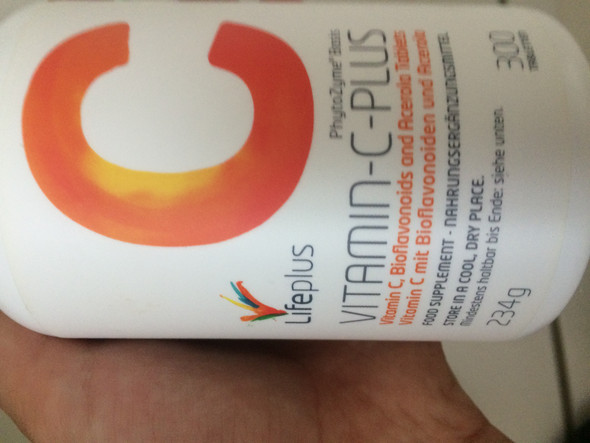 C
Lifeplus
PhytoZyme® Basis
VITAMIN-C-PLUS
Vitamin C, Bioflavonoids and Acerola Tablets
Vitamin C mit Bioflavonoiden und Acerola
FOOD SUPPLEMENT - NAHRUNGSERGÄNZUNGSMITTEL
STORE IN A COOL, DRY PLACE.
Mindestens haltbar bis Ende: siehe unten.
234g
300
TABLETTED